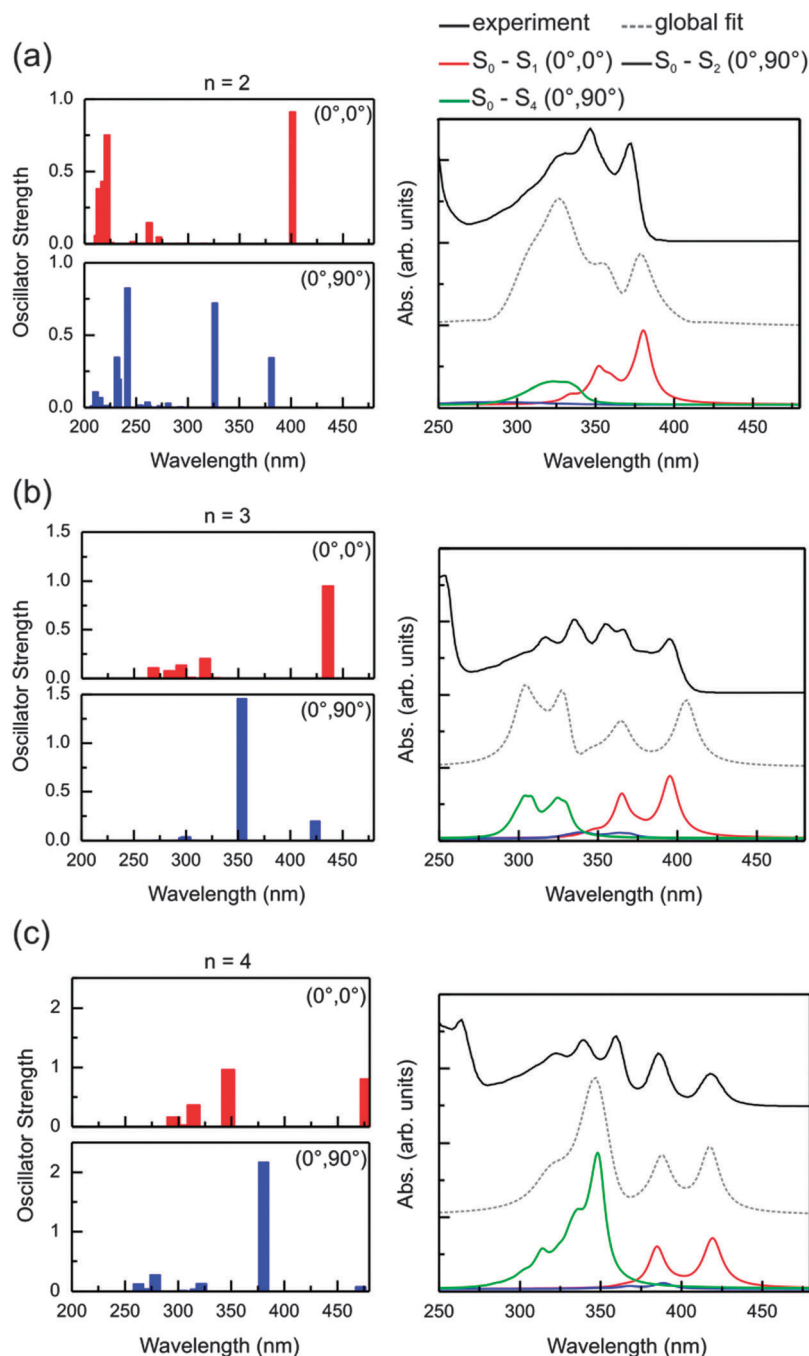 experiment
global fit
S₀ - S₁ (0°,0°)
S₀ - S₂ (0°,90°)
S₀ - S₄ (0°,90°)
(a)
n = 2
1.0
0.5
0.0
(0°,0°)
1.0
0.5
0.0
(0°,90°)
Oscillator Strength
200 250 300 350 400 450
Wavelength (nm)
Abs. (arb. units)
250 300 350 400 450
Wavelength (nm)
(b)
n = 3
1.5
1.0
0.5
0.0
(0°,0°)
1.5
1.0
0.5
0.0
(0°,90°)
Oscillator Strength
200 250 300 350 400 450
Wavelength (nm)
Abs. (arb. units)
250 300 350 400 450
Wavelength (nm)
(c)
n = 4
2
1
0
(0°,0°)
2
1
0
(0°,90°)
Oscillator Strength
200 250 300 350 400 450
Wavelength (nm)
Abs. (arb. units)
250 300 350 400 450
Wavelength (nm)